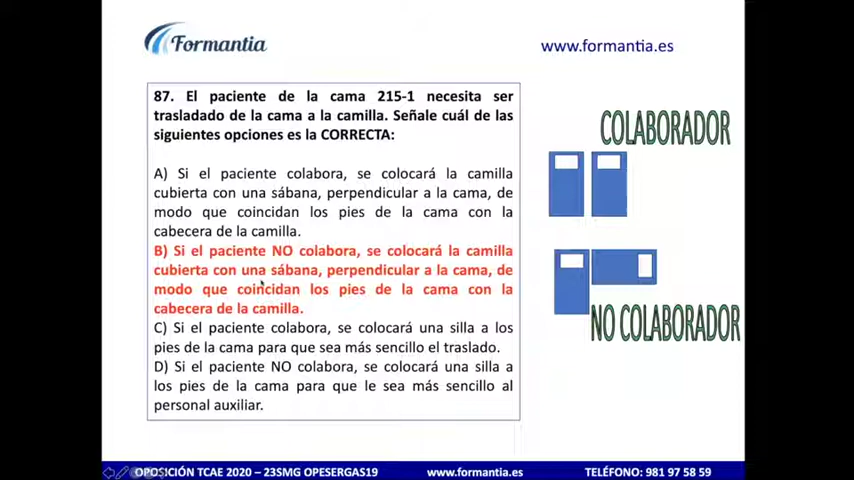 Formantia
www.formantia.es
87. El paciente de la cama 215-1 necesita ser
trasladado de la cama a la camilla. Señale cuál de las
siguientes opciones es la CORRECTA:
A) Si el paciente colabora, se colocará la camilla
cubierta con una sábana, perpendicular a la cama, de
modo que coincidan los pies de la cama con la
cabecera de la camilla.
B) Si el paciente NO colabora, se colocará la camilla
cubierta con una sábana, perpendicular a la cama, de
modo que coincidan los pies de la cama con la
cabecera de la camilla.
C) Si el paciente colabora, se colocará una silla a los
pies de la cama para que sea más sencillo el traslado.
D) Si el paciente NO colabora, se colocará una silla a
los pies de la cama para que le sea más sencillo al
personal auxiliar.
COLABORADOR
NO COLABORADOR
OPOSICIÓN TCAE 2020 – 23SMG OPESERGAS19
www.formantia.es
TELÉFONO: 981 97 58 59